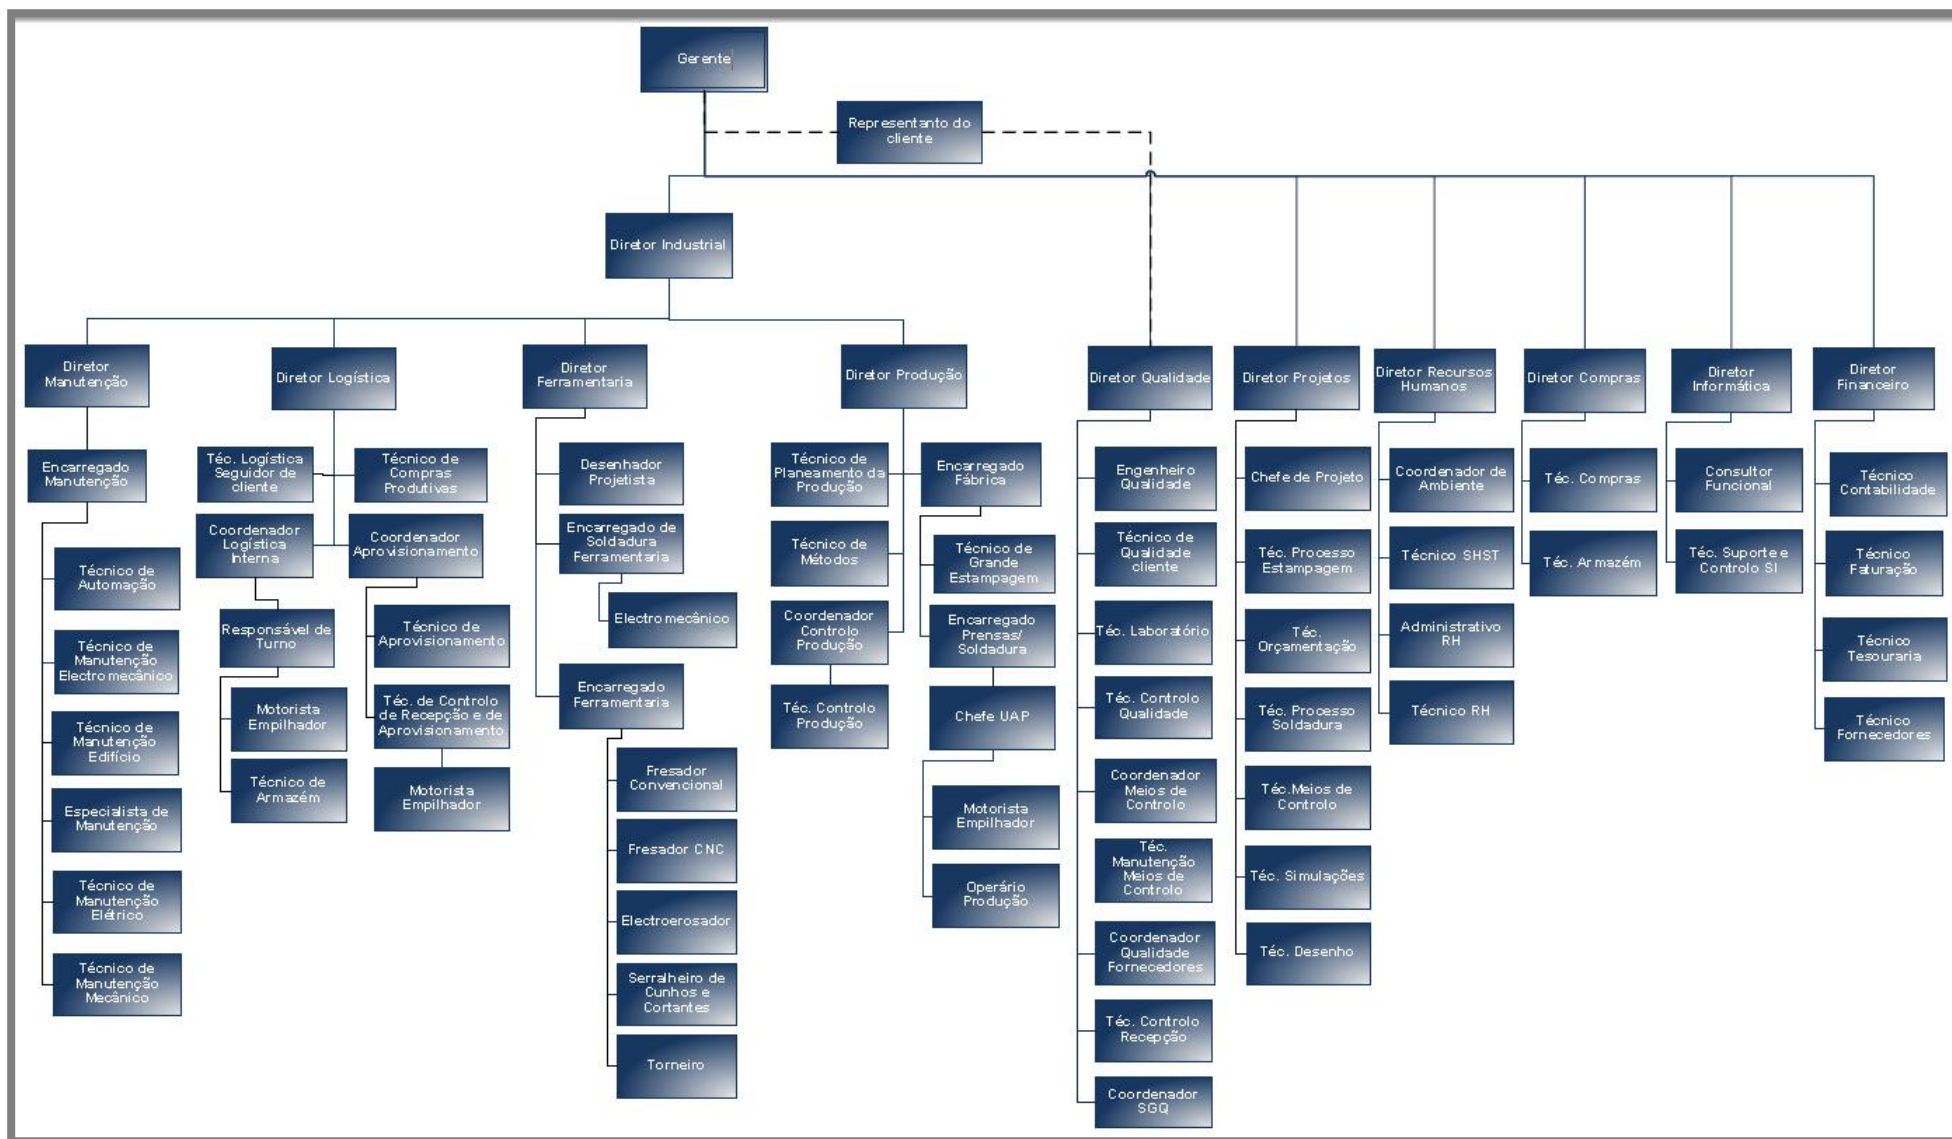 Gerente
Representanto do
cliente
Diretor Industrial
Diretor
Manutenção
Diretor Logística
Diretor
Ferramentaria
Diretor Produção
Diretor Qualidade
Diretor Projetos
Diretor Recursos
Humanos
Diretor Compras
Diretor
Informática
Diretor
Financeiro
Encarregado
Manutenção
Técnico de
Automação
Técnico de
Manutenção
Electromecânico
Técnico de
Manutenção
Edifício
Especialista de
Manutenção
Técnico de
Manutenção
Elétrico
Técnico de
Manutenção
Mecânico
Téc. Logística
Seguidor de
cliente
Técnico de
Compras
Produtivas
Coordenador
Logística
Interna
Coordenador
Aprovisionamento
Responsável de
Turno
Motorista
Empilhador
Técnico de
Armazém
Técnico de
Aprovisionamento
Téc. de Controlo
de Recepção e de
Aprovisionamento
Motorista
Empilhador
Desenhador
Projetista
Encarregado de
Soldadura
Ferramentaria
Electromecânico
Encarregado
Ferramentaria
Fresador
Convencional
Fresador CNC
Electroerosador
Serralheiro de
Cunhos e
Cortantes
Torneiro
Técnico de
Planeamento da
Produção
Encarregado
Fábrica
Técnico de
Métodos
Coordenador
Controlo
Produção
Téc. Controlo
Produção
Técnico de
Grande
Estampagem
Encarregado
Prensas/
Soldadura
Chefe UAP
Motorista
Empilhador
Operário
Produção
Engenheiro
Qualidade
Técnico de
Qualidade
cliente
Téc. Laboratório
Téc. Controlo
Qualidade
Coordenador
Meios de
Controlo
Téc.
Manutenção
Meios de
Controlo
Coordenador
Qualidade
Fornecedores
Téc. Controlo
Recepção
Coordenador
SGQ
Chefe de Projeto
Téc. Processo
Estampagem
Téc.
Orçamentação
Téc. Processo
Soldadura
Téc.Meios de
Controlo
Téc. Simulações
Téc. Desenho
Coordenador de
Ambiente
Técnico SHST
Administrativo
RH
Técnico RH
Téc. Compras
Téc. Armazém
Consultor
Funcional
Téc. Suporte e
Controlo SI
Técnico
Contabilidade
Técnico
Faturação
Técnico
Tesouraria
Técnico
Fornecedores